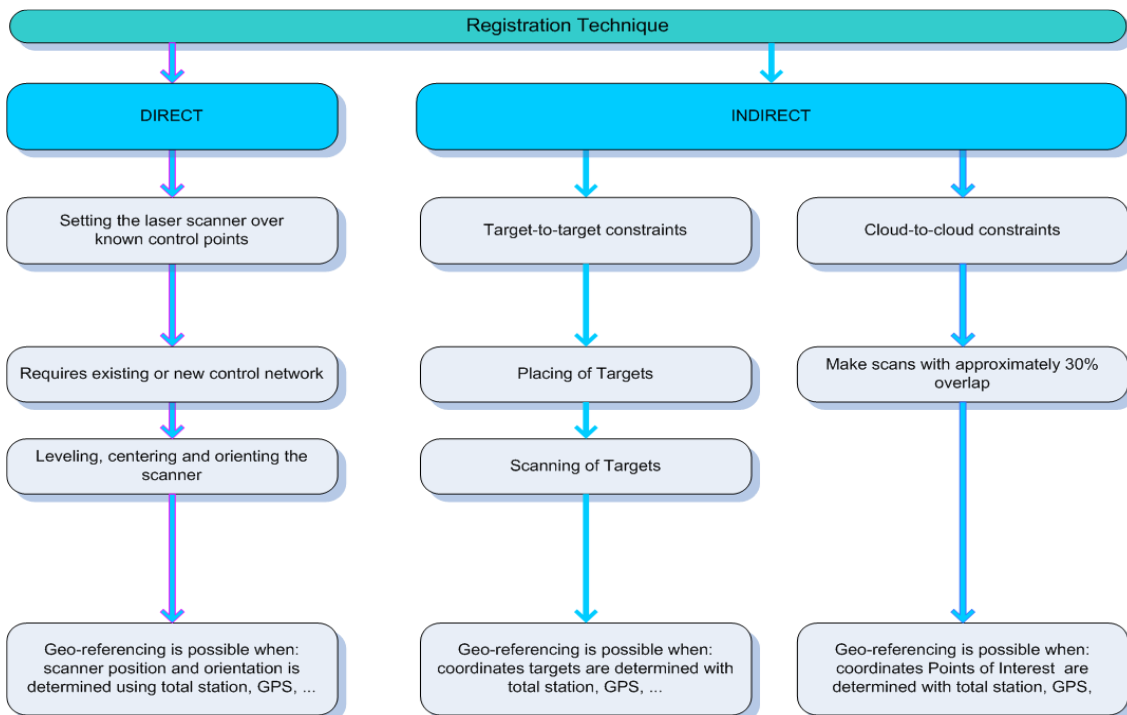 Registration Technique
DIRECT
INDIRECT
Setting the laser scanner over
known control points
Target-to-target constraints
Cloud-to-cloud constraints
Requires existing or new control network
Placing of Targets
Make scans with approximately 30%
overlap
Leveling, centering and orienting the
scanner
Scanning of Targets
Geo-referencing is possible when:
scanner position and orientation is
determined using total station, GPS, ...
Geo-referencing is possible when:
coordinates targets are determined with
total station, GPS, ...
Geo-referencing is possible when:
coordinates Points of Interest are
determined with total station, GPS,